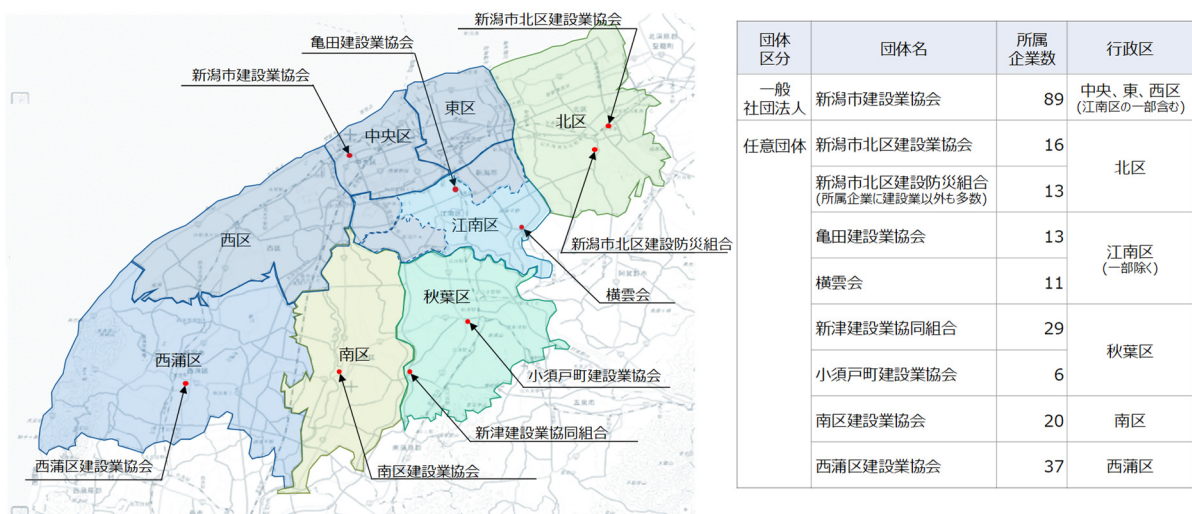 新潟市北区建設業協会
亀田建設業協会
新潟市建設業協会
東区
北区
中央区
江南区
西区
新潟市北区建設防災組合
秋葉区
横雲会
南区
西蒲区
小須戸町建設業協会
新津建設業協同組合
西蒲区建設業協会
南区建設業協会
団体
区分
団体名
所属
企業数
行政区
一般
社団法人
新潟市建設業協会
89
中央、東、西区
(江南区の一部含む)
任意団体
新潟市北区建設業協会
16
北区
新潟市北区建設防災組合
(所属企業に建設業以外も多数)
13
亀田建設業協会
13
江南区
(一部除く)
横雲会
11
新津建設業協同組合
29
秋葉区
小須戸町建設業協会
6
南区建設業協会
20
南区
西蒲区建設業協会
37
西蒲区